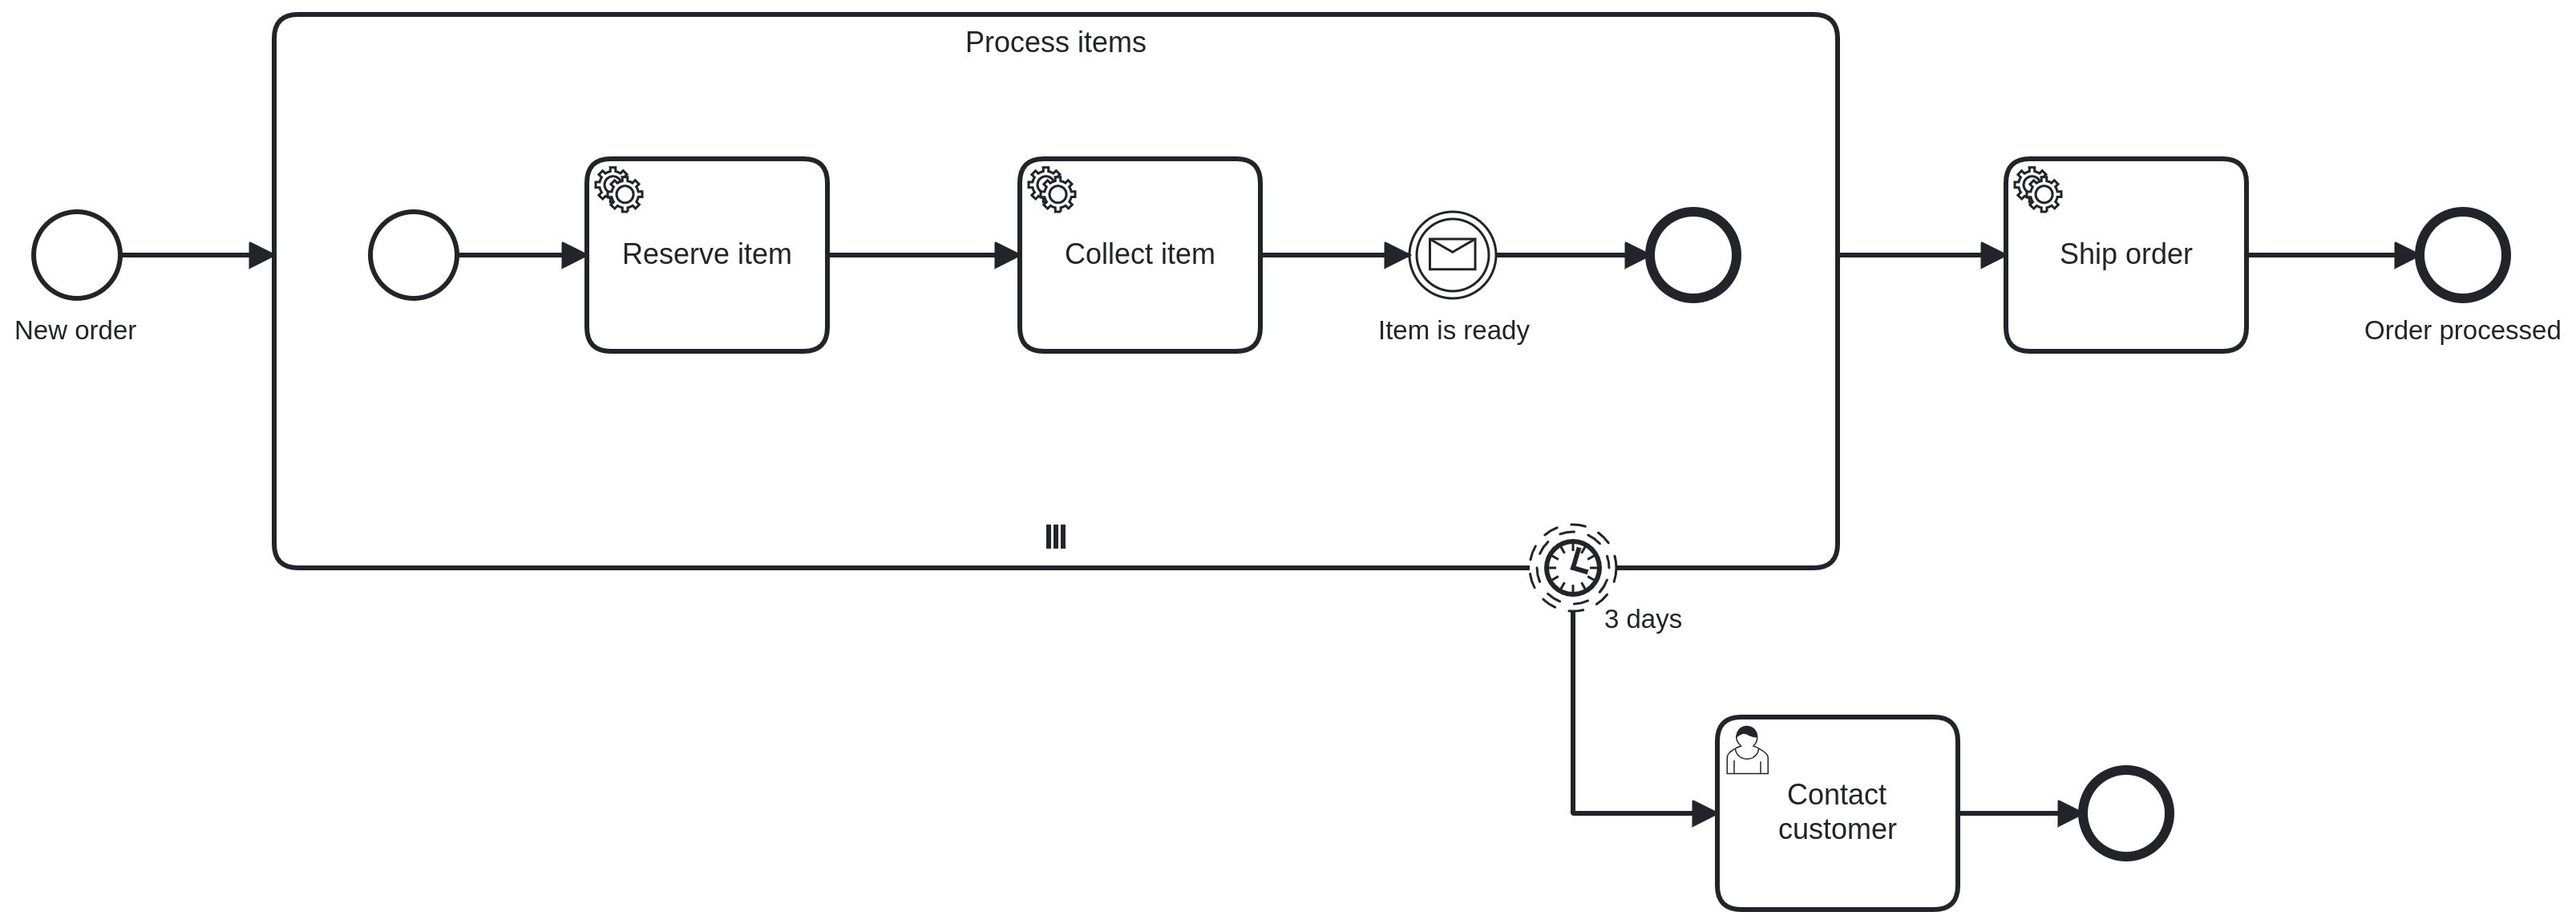 Process items
New order
Reserve item
Collect item
Item is ready
Ship order
Order processed
3 days
Contact
customer